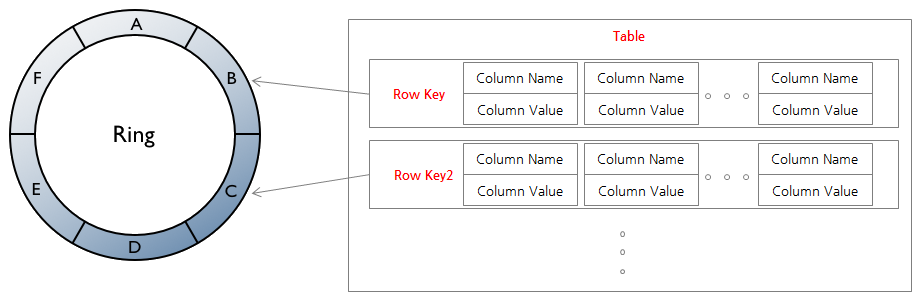 A
B
C
D
E
F
Ring
Table
Row Key
Column Name
Column Value
Column Name
Column Value
Column Name
Column Value
Row Key2
Column Name
Column Value
Column Name
Column Value
Column Name
Column Value